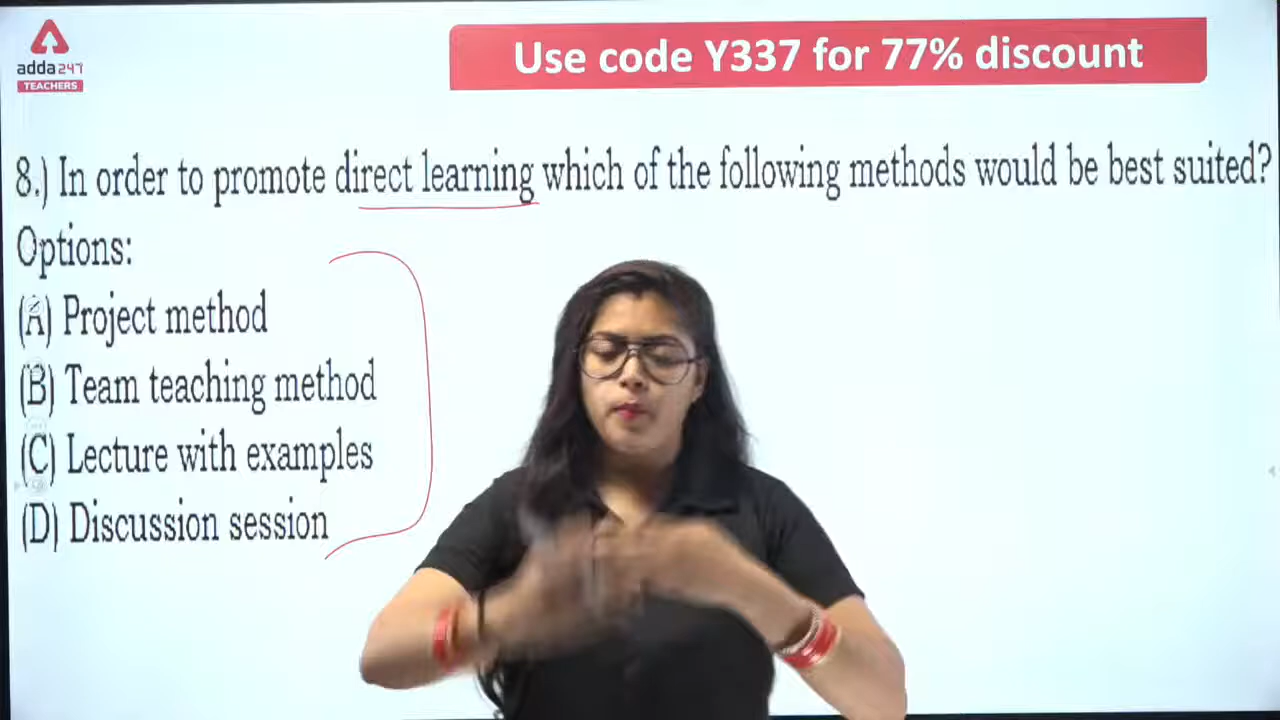 adda247
TEACHERS
Use code Y337 for 77% discount
8.) In order to promote direct learning which of the following methods would be best suited?
Options:
(A) Project method
(B) Team teaching method
(C) Lecture with examples
(D) Discussion session